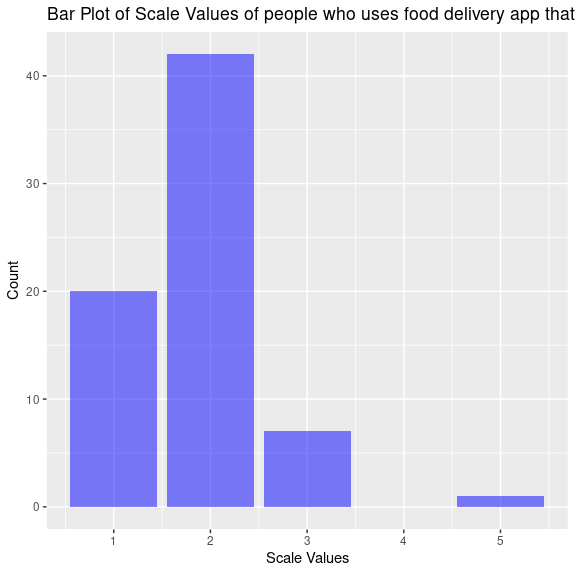 Bar Plot of Scale Values of people who uses food delivery app that
40
30
20
10
0
Count
1 2 3 4 5
Scale Values